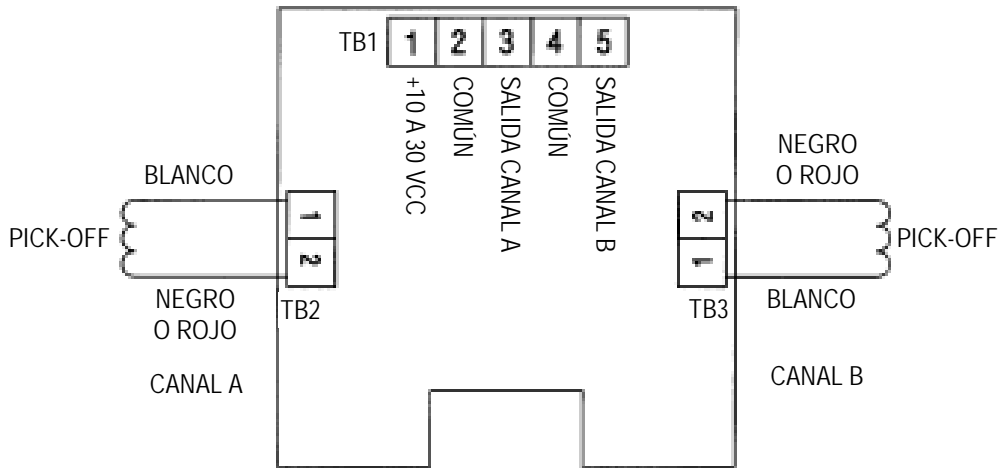 TB1 1 2 3 4 5
+10 A 30 VCC
COMÚN
SALIDA CANAL A
COMÚN
SALIDA CANAL B
BLANCO
1
2
PICK-OFF
NEGRO
O ROJO
TB2
CANAL A
NEGRO
O ROJO
2
1
PICK-OFF
BLANCO
TB3
CANAL B